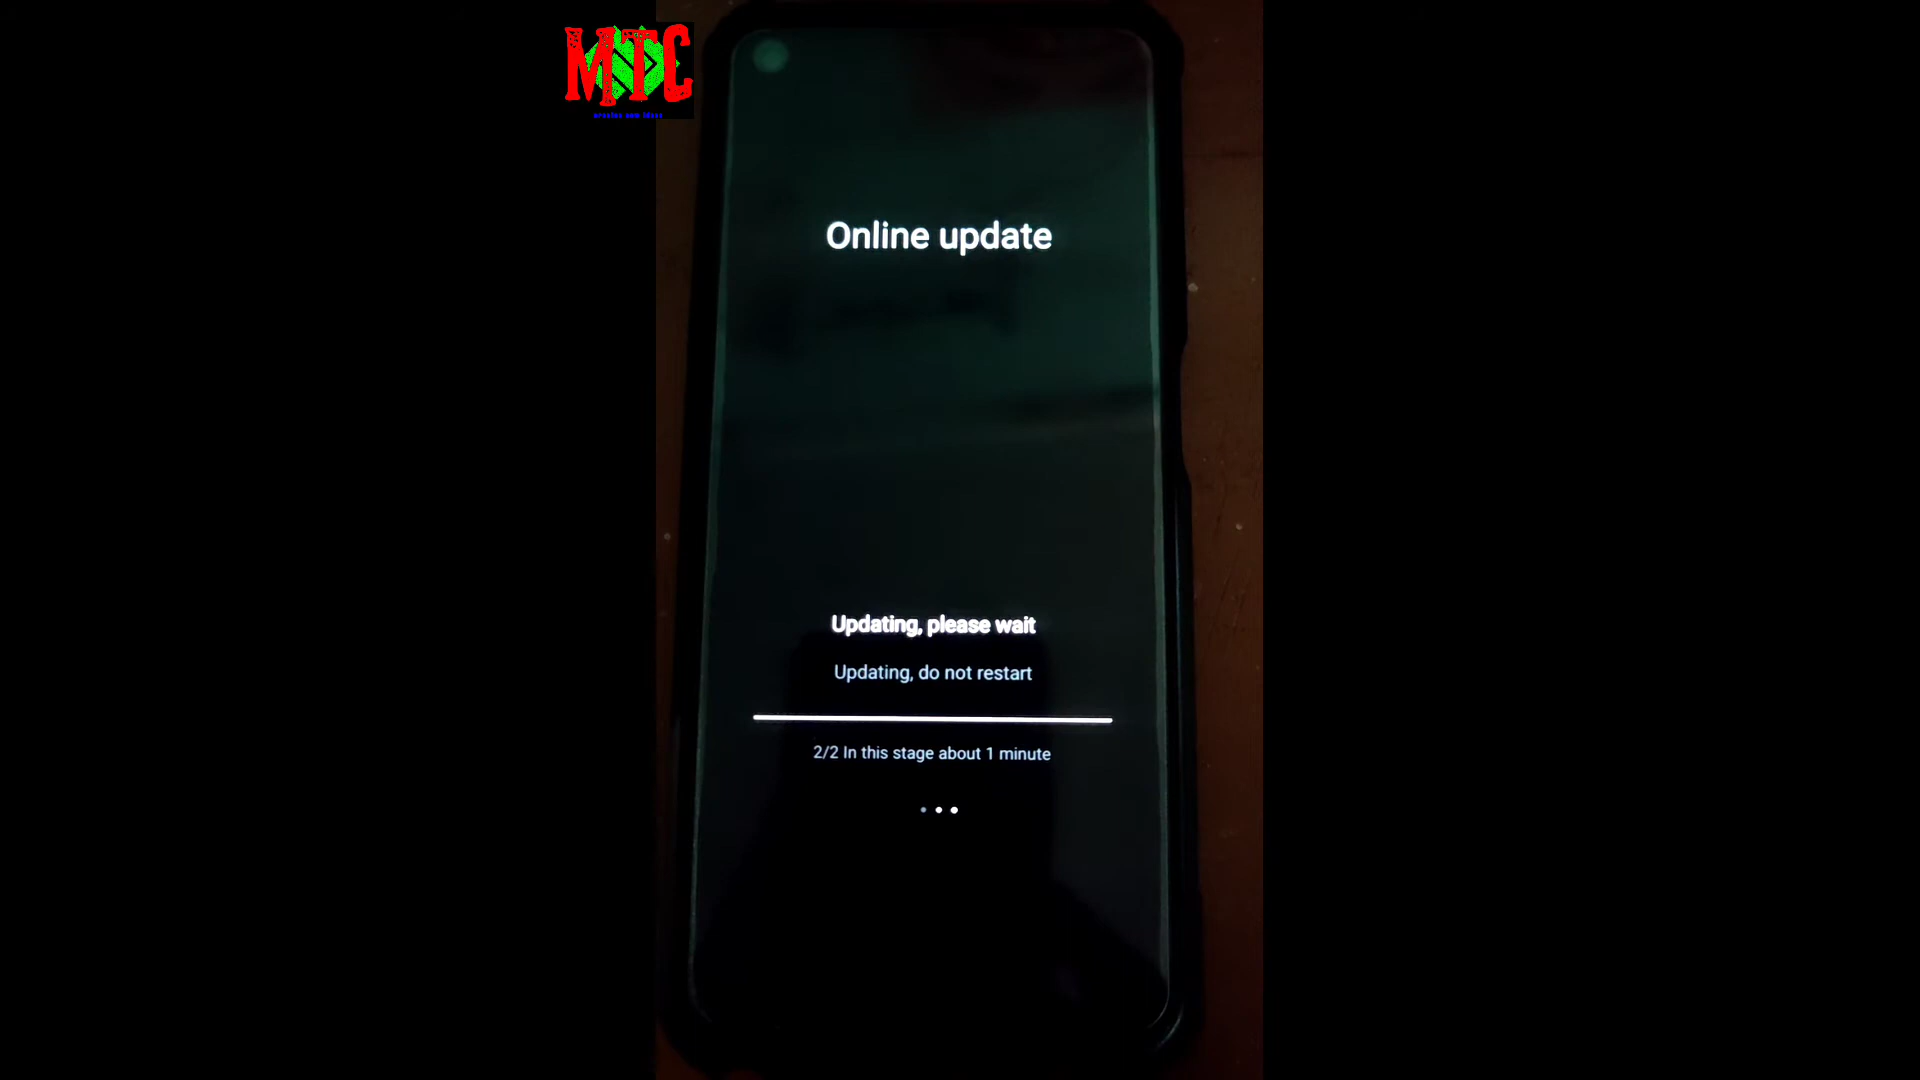 MTC
Online update
Updating, please wait
Updating, do not restart
2/2 In this stage about 1 minute